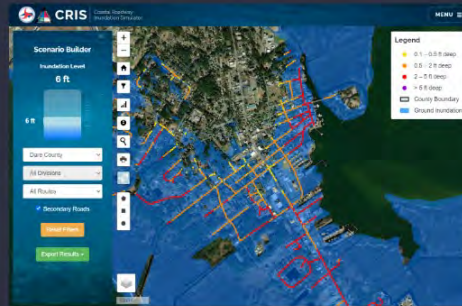 CRIS
Coastal Roadway
Inundation Simulator
MENU
Scenario Builder
Inundation Level
6 ft
6 ft
Dare County
All Divisions
All Routes
Secondary Roads
Reset Filters
Export Results
Legend
0.1 - 0.5 ft deep
0.5 - 2 ft deep
2 - 5 ft deep
> 5 ft deep
County Boundary
Ground Inundation